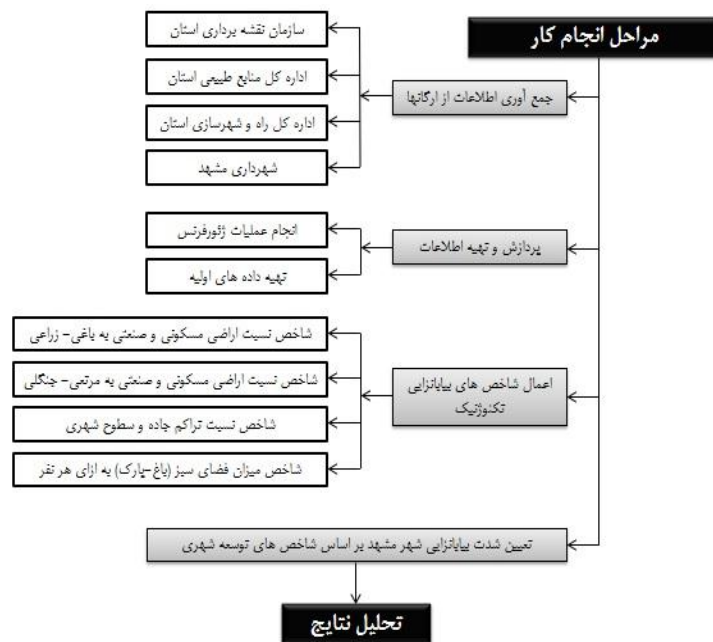 مراحل انجام کار
جمع آوری اطلاعات از ارگانها
سازمان نقشه برداری استان
اداره کل منابع طبیعی استان
اداره کل راه و شهرسازی استان
شهرداری مشهد
پردازش و تهیه اطلاعات
انجام عملیات ژئورفرنس
تهیه داده های اولیه
اعمال شاخص های بیابانزایی
تکنوژنیک
شاخص نسبت اراضی مسکونی و صنعتی به باغی- زراعی
شاخص نسبت اراضی مسکونی و صنعتی به مرتعی- جنگلی
شاخص نسبت تراکم جاده و سطوح شهری
شاخص میزان فضای سبز (باغ-پارک) به ازای هر نفر
تعیین شدت بیابانزایی شهر مشهد بر اساس شاخص های توسعه شهری
تحلیل نتایج